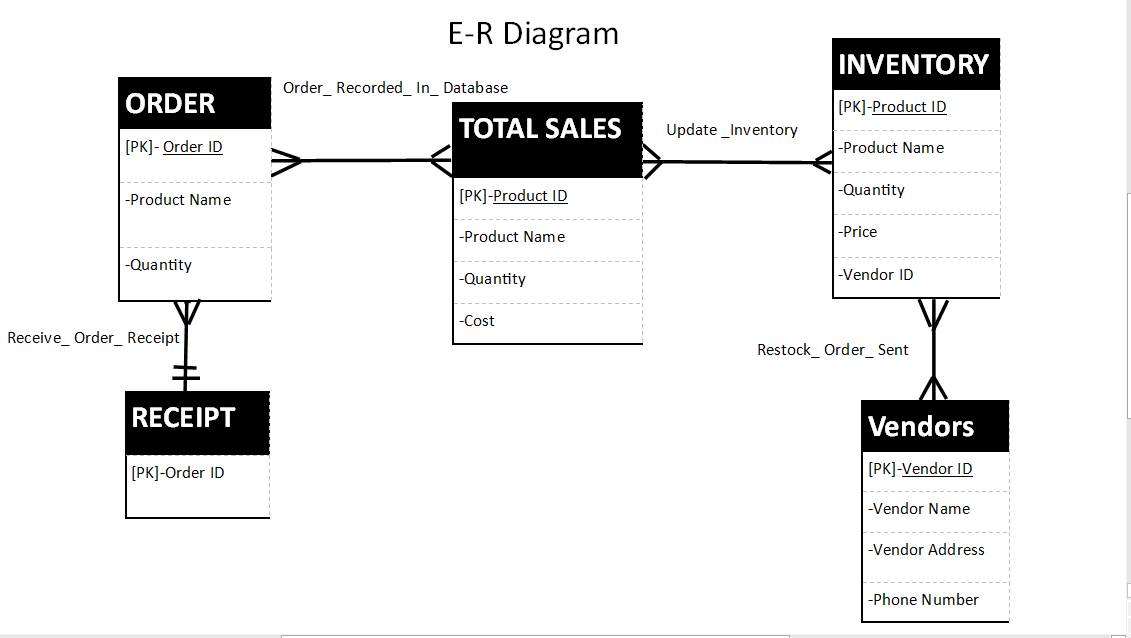 E-R Diagram
ORDER
[PK]- Order ID
-Product Name
-Quantity
Order_ Recorded_ In_ Database
TOTAL SALES
[PK]-Product ID
-Product Name
-Quantity
-Cost
Update _Inventory
INVENTORY
[PK]-Product ID
-Product Name
-Quantity
-Price
-Vendor ID
Receive_ Order_ Receipt
RECEIPT
[PK]-Order ID
Restock_ Order_ Sent
Vendors
[PK]-Vendor ID
-Vendor Name
-Vendor Address
-Phone Number